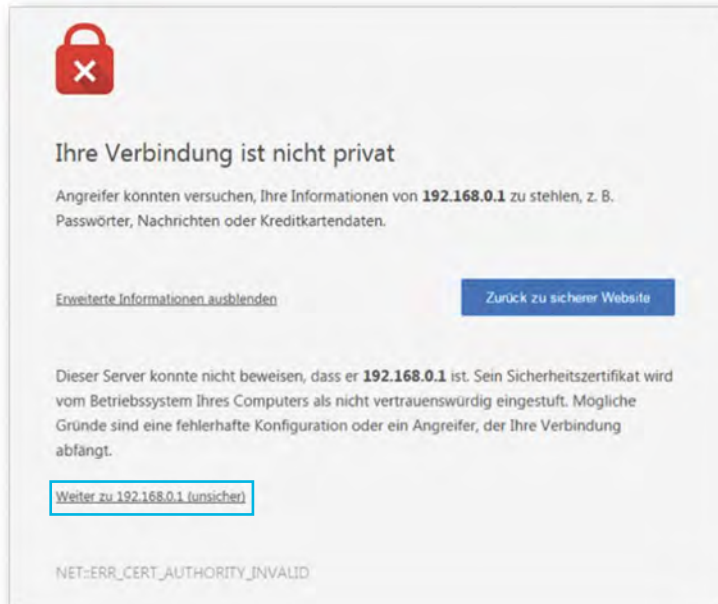 Ihre Verbindung ist nicht privat
Angreifer könnten versuchen, Ihre Informationen von 192.168.0.1 zu stehlen, z. B.
Passwörter, Nachrichten oder Kreditkartendaten.
Erweiterte Informationen ausblenden
Zurück zu sicherer Website
Dieser Server konnte nicht beweisen, dass er 192.168.0.1 ist. Sein Sicherheitszertifikat wird
vom Betriebssystem Ihres Computers als nicht vertrauenswürdig eingestuft. Mögliche
Gründe sind eine fehlerhafte Konfiguration oder ein Angreifer, der Ihre Verbindung
abfängt.
Weiter zu 192.168.0.1 (unsicher)
NET::ERR_CERT_AUTHORITY_INVALID